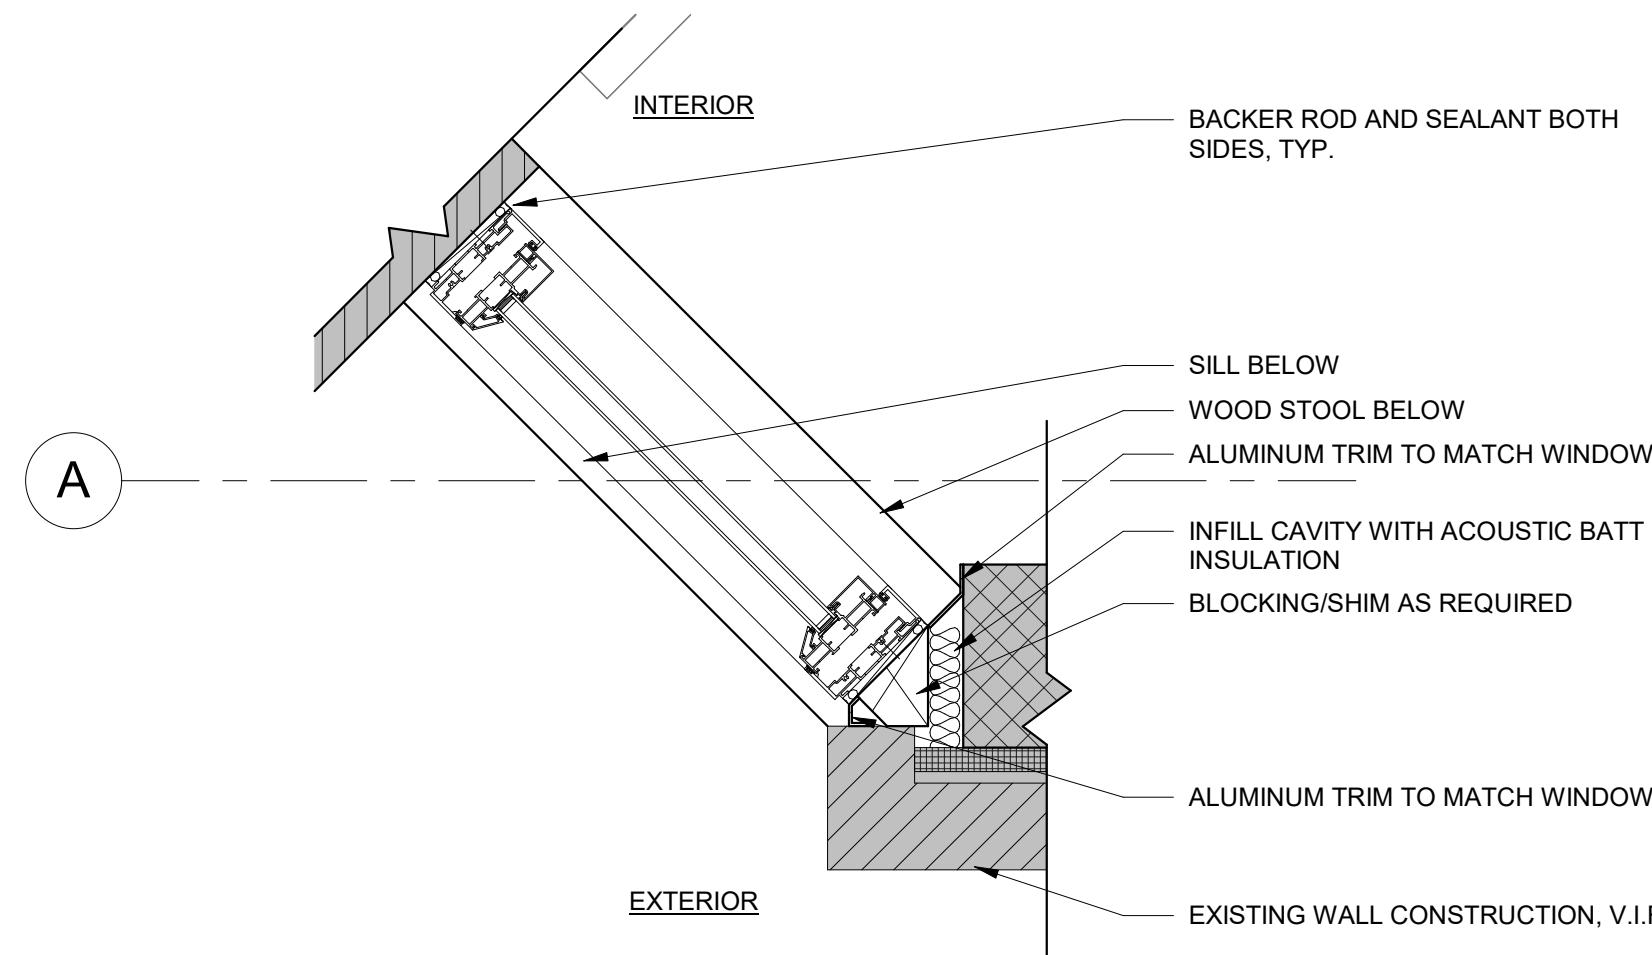 INTERIOR
BACKER ROD AND SEALANT BOTH
SIDES, TYP.
SILL BELOW
WOOD STOOL BELOW
ALUMINUM TRIM TO MATCH WINDOW
A
INFILL CAVITY WITH ACOUSTIC BATT
INSULATION
BLOCKING/SHIM AS REQUIRED
ALUMINUM TRIM TO MATCH WINDOW
EXTERIOR
EXISTING WALL CONSTRUCTION,